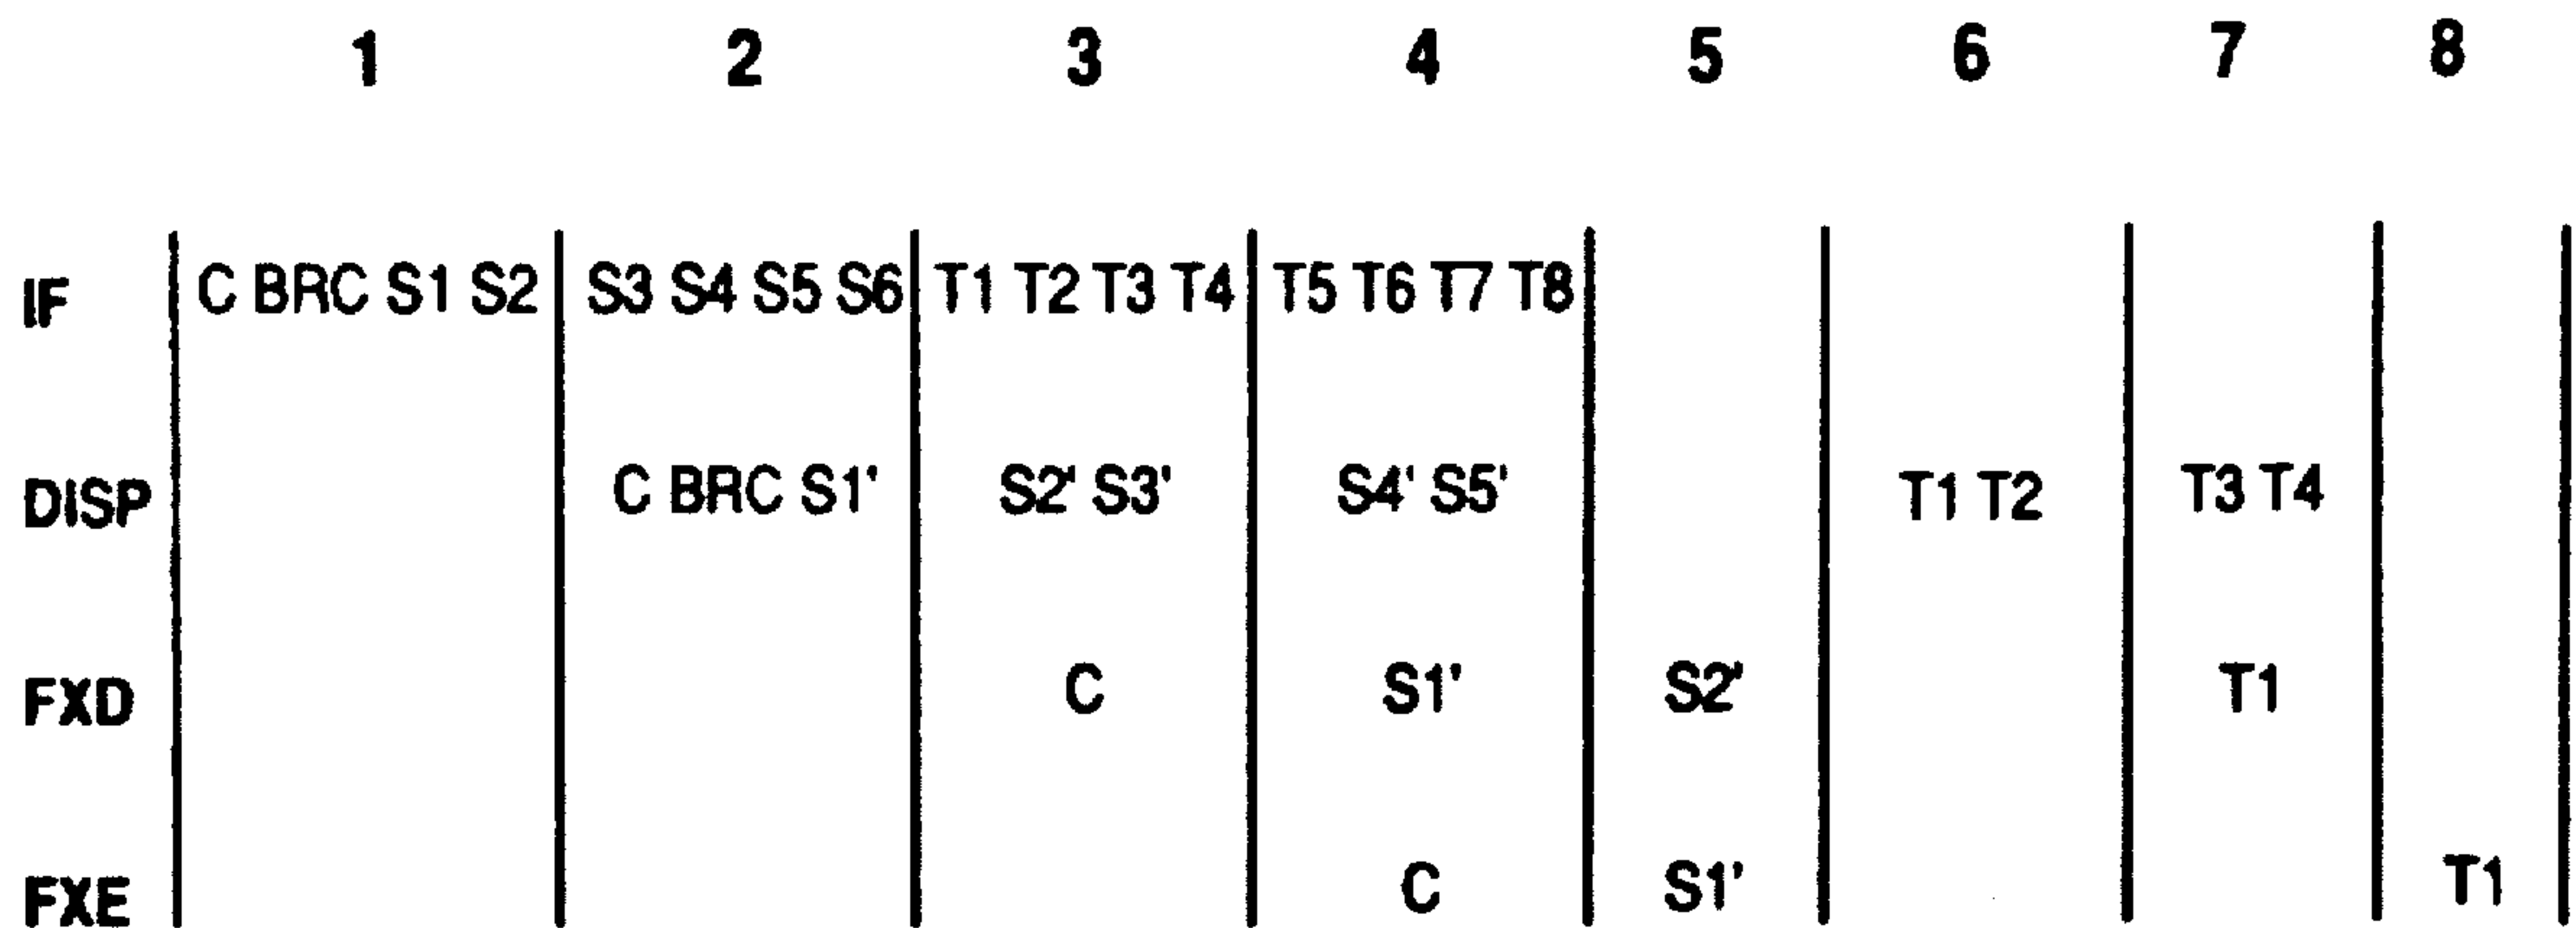 1 2 3 4 5 6 7 8
IF C BRC S1 S2 S3 S4 S5 S6 T1 T2 T3 T4 T5 T6 T7 T8
DISP C BRC S1' S2' S3' S4' S5' T1 T2 T3 T4
FXD C S1' S2' T1
FXE C S1' T1